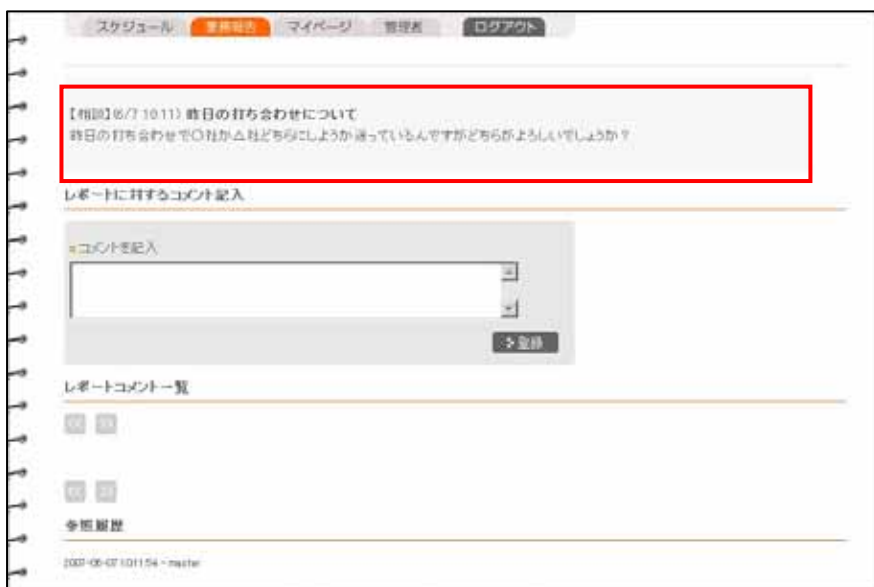 スケジュール 業務報告 マイページ 管理者 ログアウト
【相談】(6/7 10:11) 昨日の打ち合わせについて
昨日の打ち合わせで〇社か△社どちらにしようか迷っているんですがどちらがよろしいでしょうか？
レポートに対するコメント記入
コメントを記入
登録
レポートコメント一覧
<< >>
<< >>
参照履歴
2007-06-07 10:11:54 - master